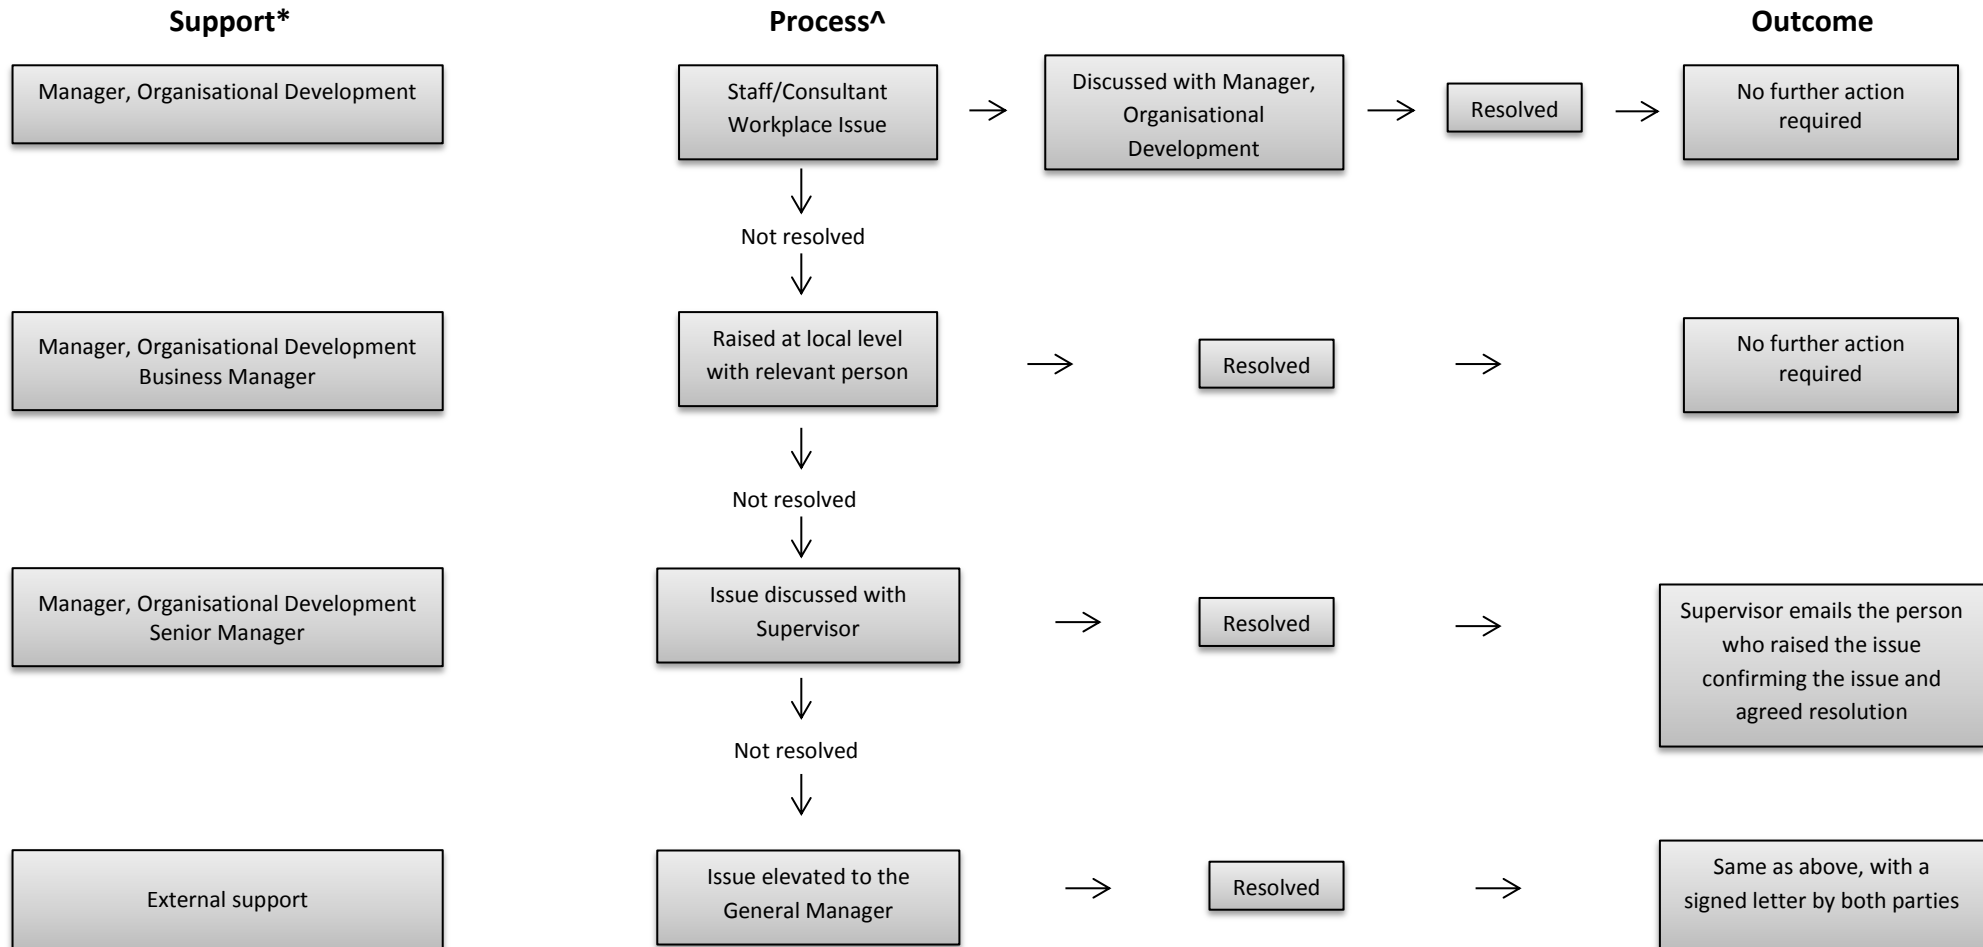 Support*
Process^
Outcome
Manager, Organisational Development
Staff/Consultant
Workplace Issue
Discussed with Manager,
Organisational
Development
Resolved
No further action
required
Not resolved
Manager, Organisational Development
Business Manager
Raised at local level
with relevant person
Resolved
No further action
required
Not resolved
Manager, Organisational Development
Senior Manager
Issue discussed with
Supervisor
Resolved
Supervisor emails the person
who raised the issue
confirming the issue and
agreed resolution
Not resolved
External support
Issue elevated to the
General Manager
Resolved
Same as above, with a
signed letter by both parties